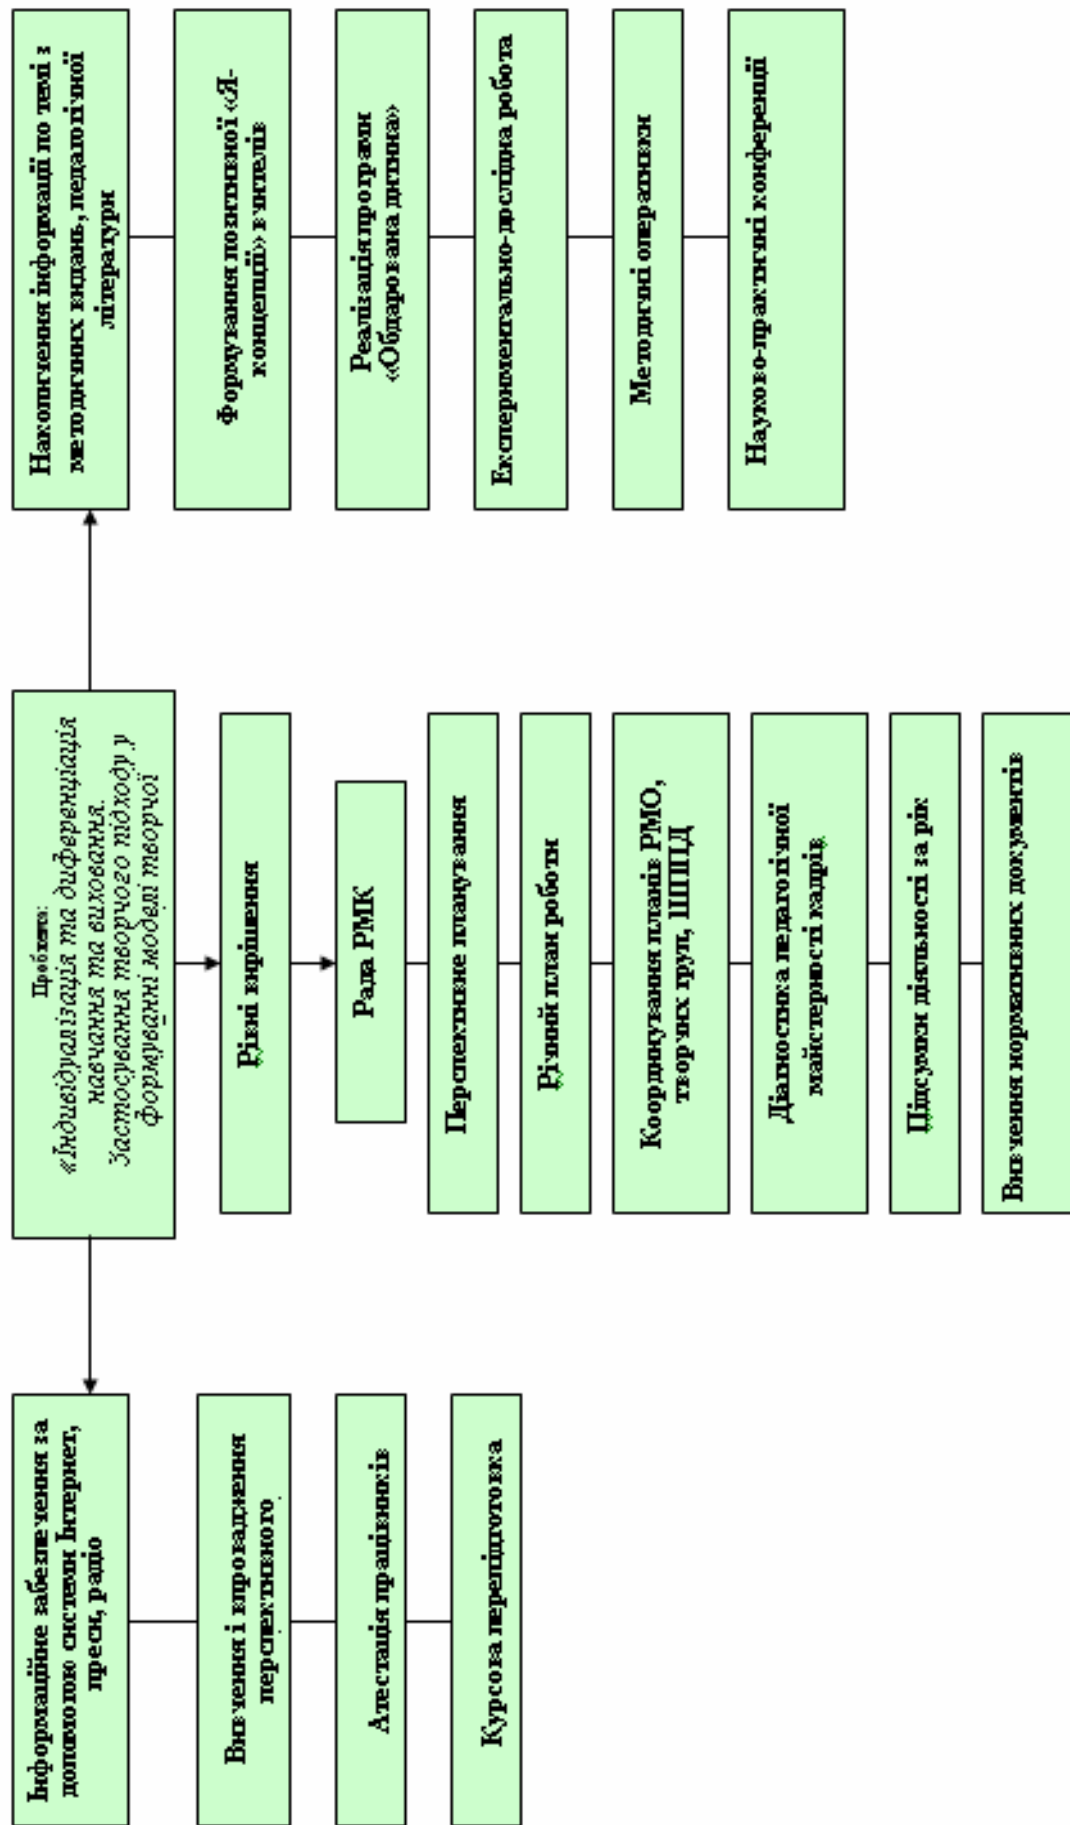 Проблема:
«Індивідуалізація та диференціація
навчання та виховання.
Застосування творчого підходу у
формуванні моделі творчої
Інформаційне забезпечення за
допомогою системи Інтернет,
преси, радіо
Вивчення і впровадження
перспективного
Атестація працівників
Курсова перепідготовка
Рівні вирішення
Рада РМК
Перспективне планування
Річний план роботи
Координування планів РМО,
творчих груп, ШППД
Діагностика педагогічної
майстерності кадрів
Підсумки діяльності за рік
Вивчення нормативних документів
Накопичення інформації по темі з
методичних видань, педагогічної
літератури
Формування позитивної «Я-
концепції» вчителів
Реалізація програми
«Обдарована дитина»
Експериментально-дослідна робота
Методичні оперативки
Науково-практичні конференції